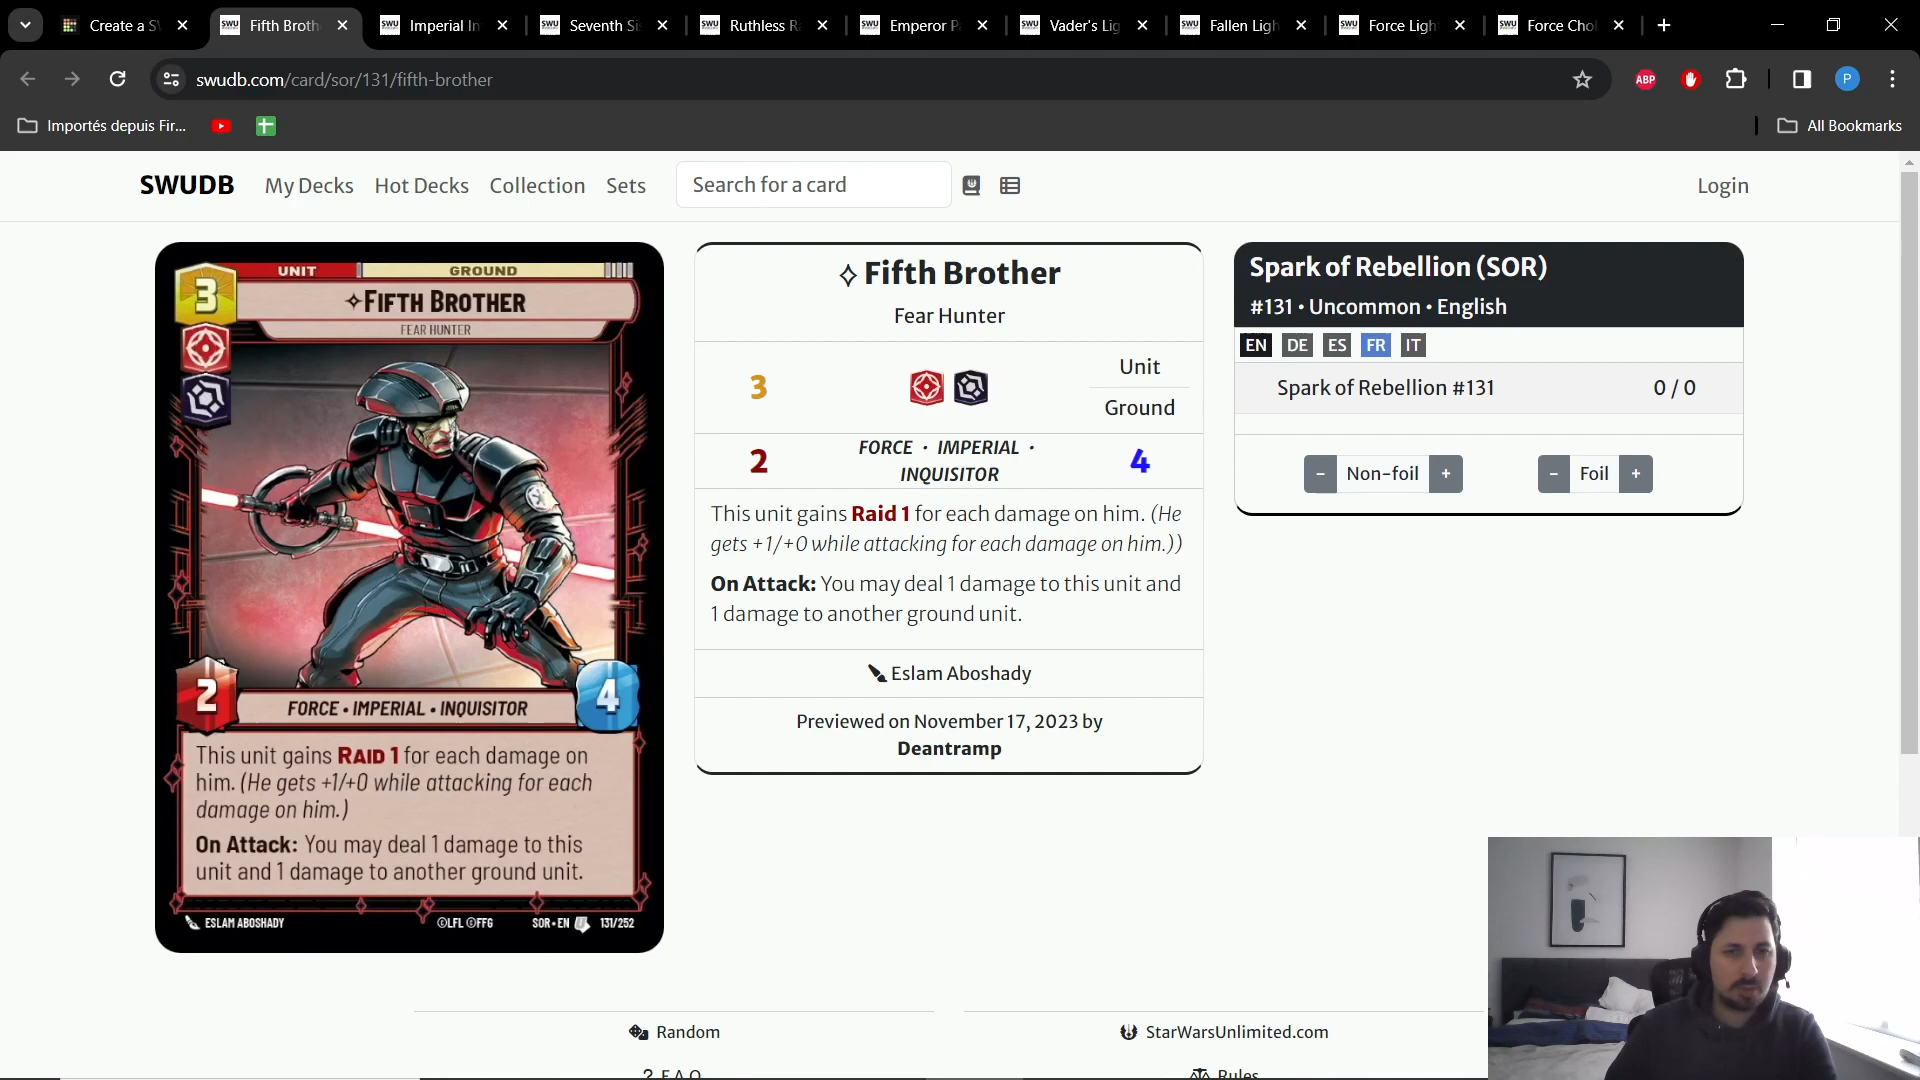 Create a S
Fifth Broth
Imperial In
Seventh Si
Ruthless R
Emperor P
Vader's Lig
Fallen Ligh
Force Ligh
Force Cho
swudb.com/card/sor/131/fifth-brother
ABP
P
Importés depuis Fir...
All Bookmarks
SWUDB
My Decks
Hot Decks
Collection
Sets
Search for a card
Login
3
UNIT
GROUND
FIFTH BROTHER
FEAR HUNTER
2
4
FORCE • IMPERIAL • INQUISITOR
This unit gains RAID 1 for each damage on
him. (He gets +1/+0 while attacking for each
damage on him.)
On Attack: You may deal 1 damage to this
unit and 1 damage to another ground unit.
ESLAM ABOSHADY
©LFL ©FFG
SOR • EN
131/252
Fifth Brother
Fear Hunter
3
Unit
Ground
2
FORCE · IMPERIAL ·
INQUISITOR
4
This unit gains Raid 1 for each damage on him. (He
gets +1/+0 while attacking for each damage on him.))
On Attack: You may deal 1 damage to this unit and
1 damage to another ground unit.
Eslam Aboshady
Previewed on November 17, 2023 by
Deantramp
Spark of Rebellion (SOR)
#131 • Uncommon • English
EN DE ES FR IT
Spark of Rebellion #131
0 / 0
- Non-foil +
- Foil +
Random
StarWarsUnlimited.com
? F.A.Q.
Rules